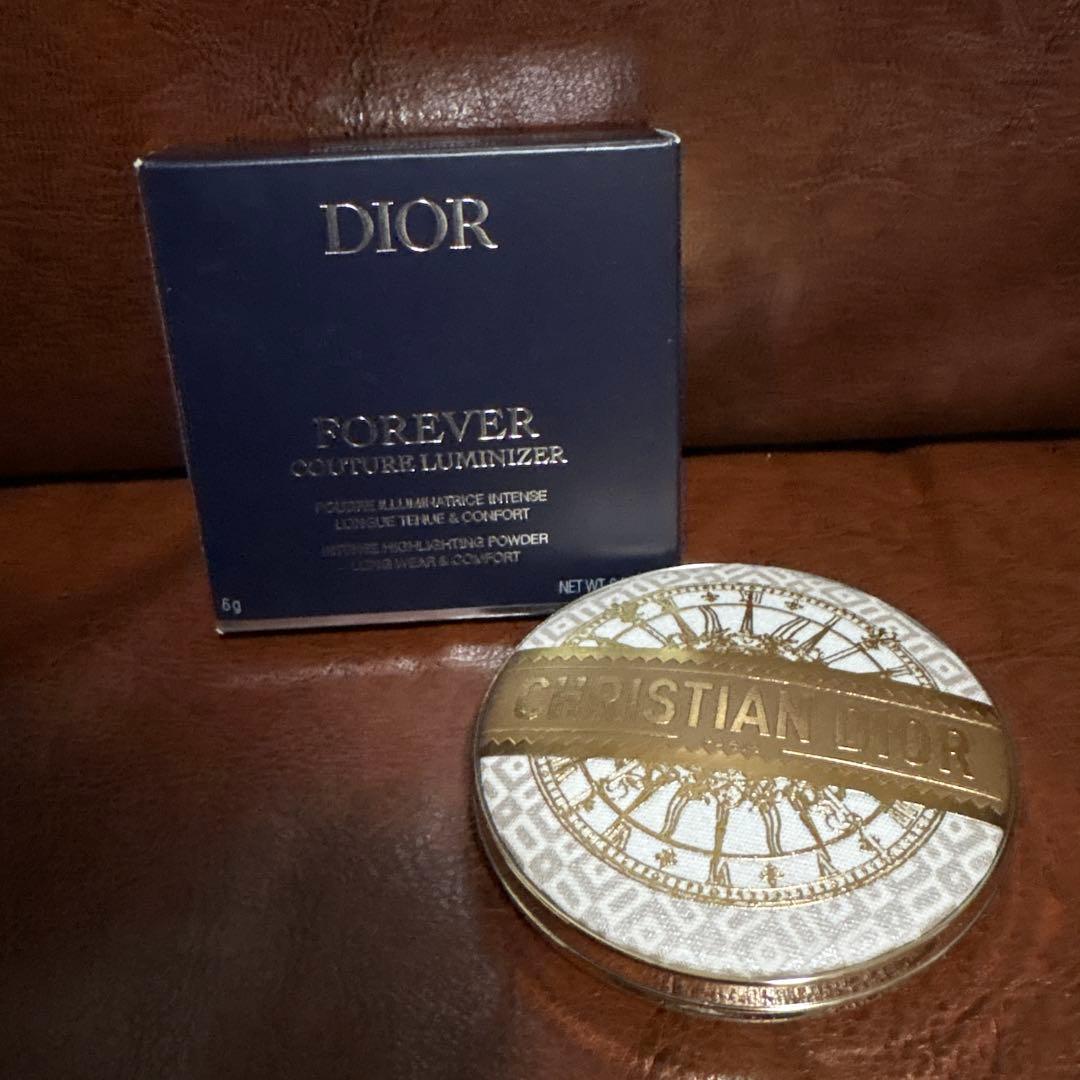 DIOR
FOREVER
COUTURE LUMINIZER
POUDRE ILLUMINATRICE INTENSE
LONGUE TENUE & CONFORT
INTENSE HIGHLIGHTING POWDER
LONG WEAR & COMFORT
6g
NET WT.
CHRISTIAN DIOR
XII